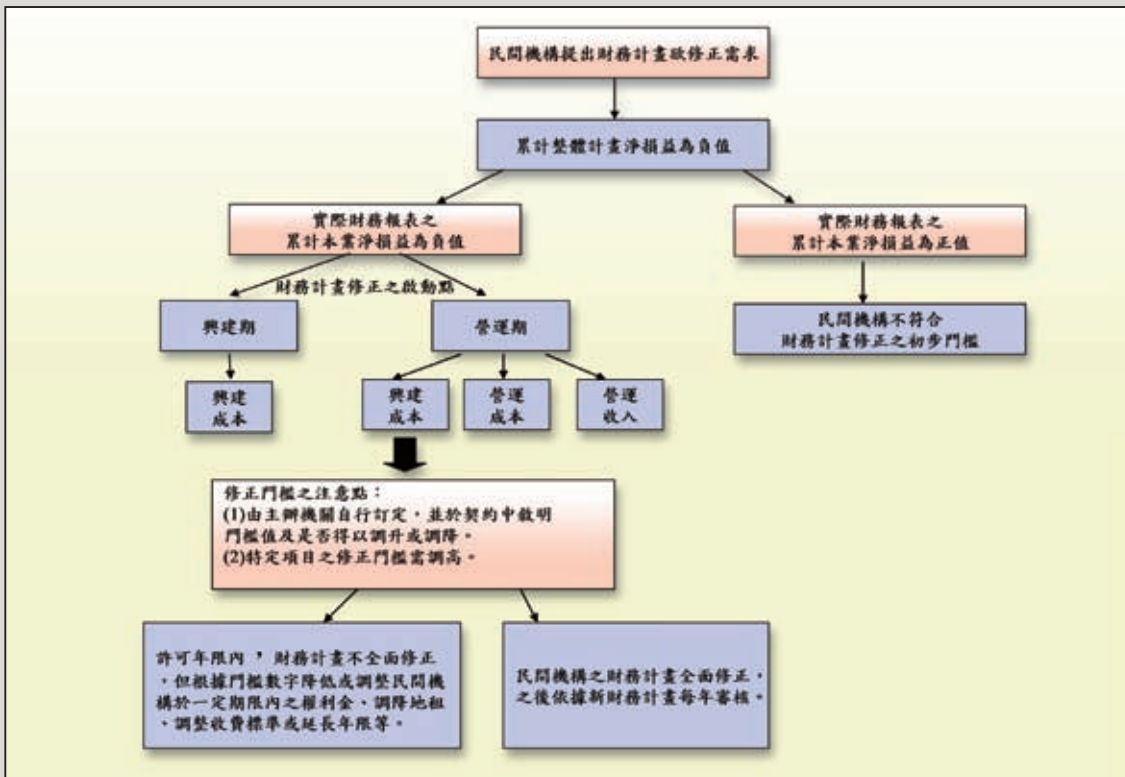 民間機構提出財務計畫欲修正需求
累計整體計畫淨損益為負值
實際財務報表之
累計本業淨損益為負值
實際財務報表之
累計本業淨損益為正值
財務計畫修正之啟動點
興建期
營運期
民間機構不符合
財務計畫修正之初步門檻
興建
成本
興建
成本
營運
成本
營運
收入
修正門檻之注意點：
(1)由主辦機關自行訂定，並於契約中敘明
門檻值及是否得以調升或調降。
(2)特定項目之修正門檻需調高。
許可年限內，財務計畫不全面修正
，但根據門檻數字降低或調整民間機
構於一定期限內之權利金、調降地租
、調整收費標準或延長年限等。
民間機構之財務計畫全面修正，
之後依據新財務計畫每年審核。